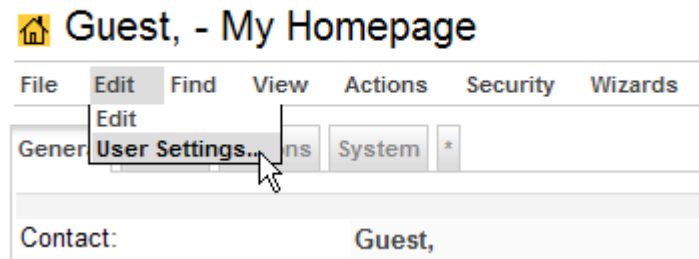 Guest, - My Homepage
File Edit Find View Actions Security Wizards
Edit
User Settings...
System *
Contact: Guest,